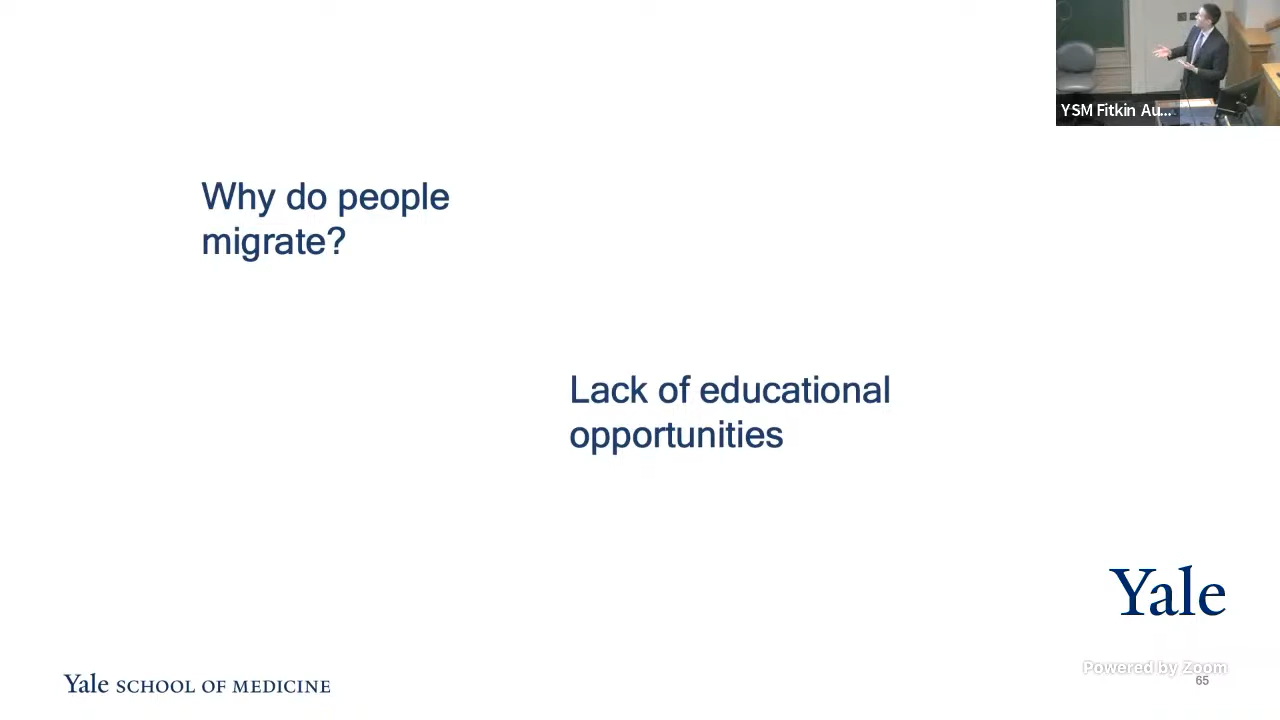 YSM Fitkin Au...
Why do people
migrate?
Lack of educational
opportunities
Yale
Powered by Zoom
65
Yale SCHOOL OF MEDICINE